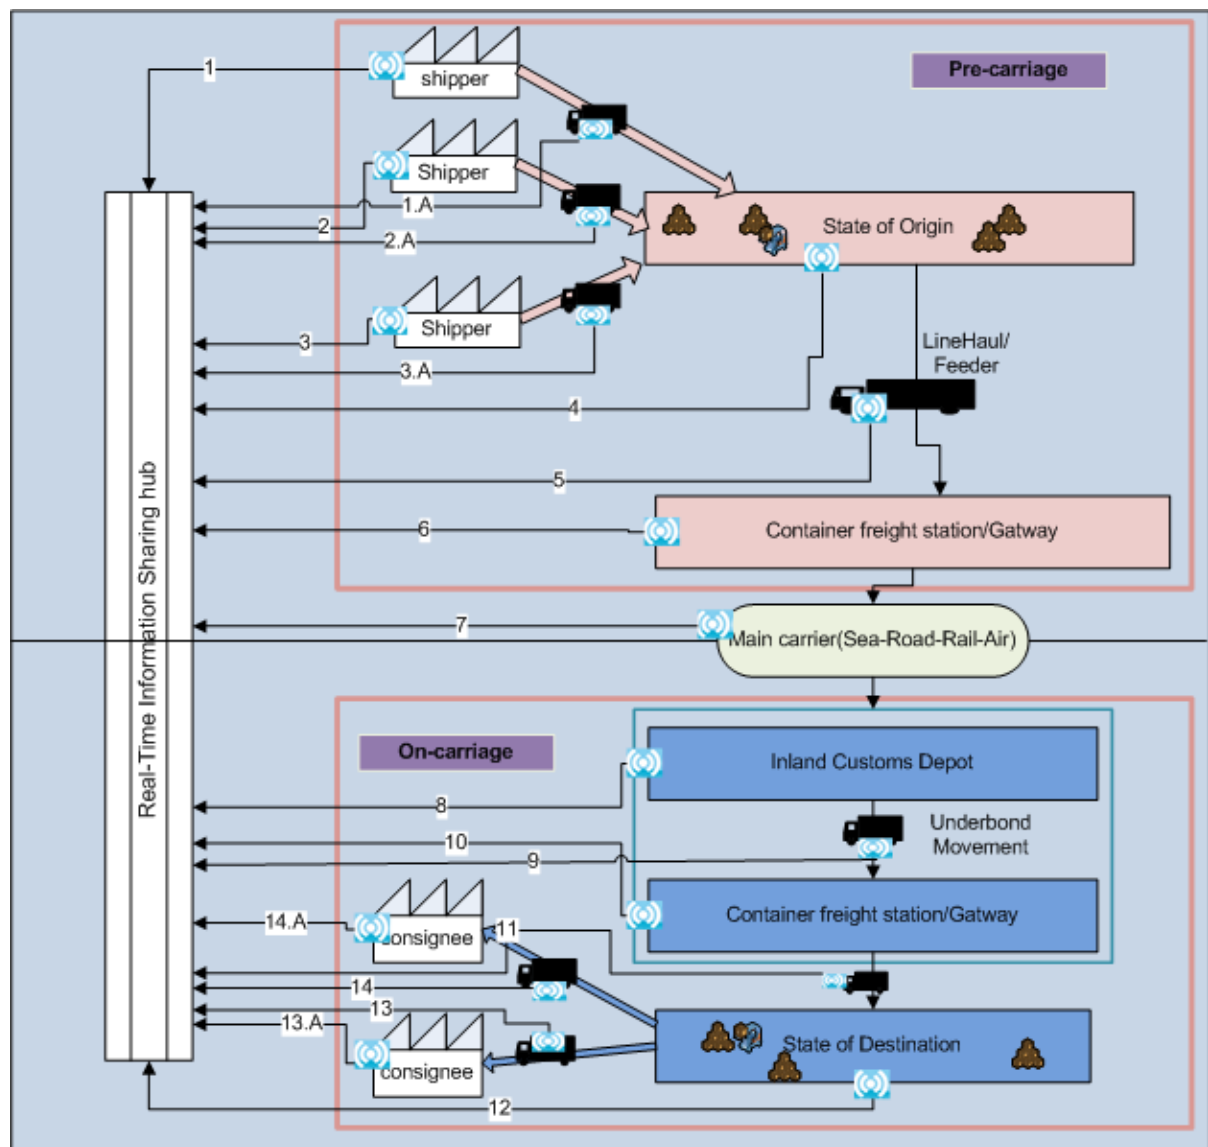 Pre-carriage
1
shipper
Shipper
1.A
2
2.A
State of Origin
Shipper
3
3.A
LineHaul/
Feeder
4
5
6
Container freight station/Gatway
Real-Time Information Sharing hub
7
Main carrier(Sea-Road-Rail-Air)
On-carriage
Inland Customs Depot
8
Underbond
Movement
10
9
Container freight station/Gatway
14.A
11
consignee
14
13
13.A
State of Destination
consignee
12